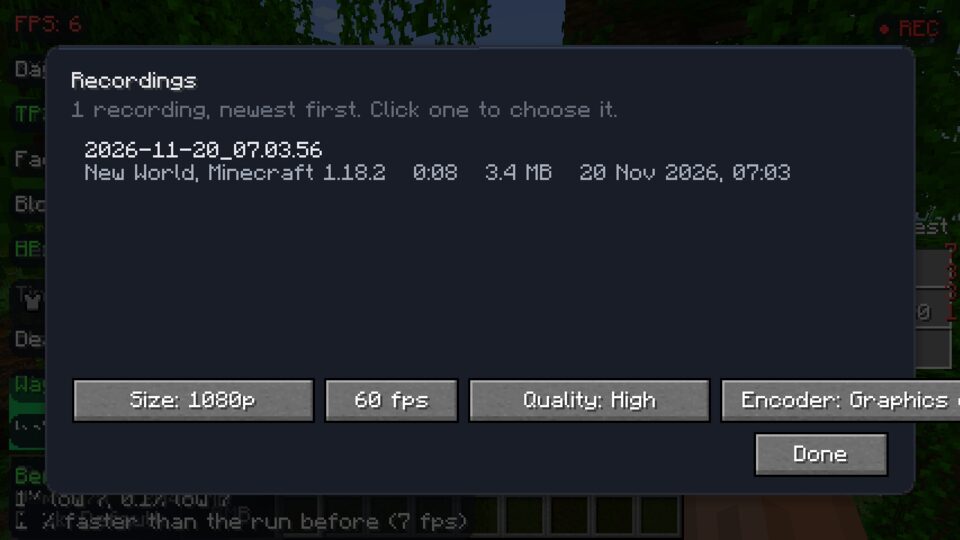 FPS: 6
REC
Recordings
1 recording, newest first. Click one to choose it.
2026-11-20_07.03.56
New World, Minecraft 1.18.2 0:08 3.4 MB 20 Nov 2026, 07:03
Size: 1080p
60 fps
Quality: High
Encoder: Graphics
Done
faster than the run before (7 fps)